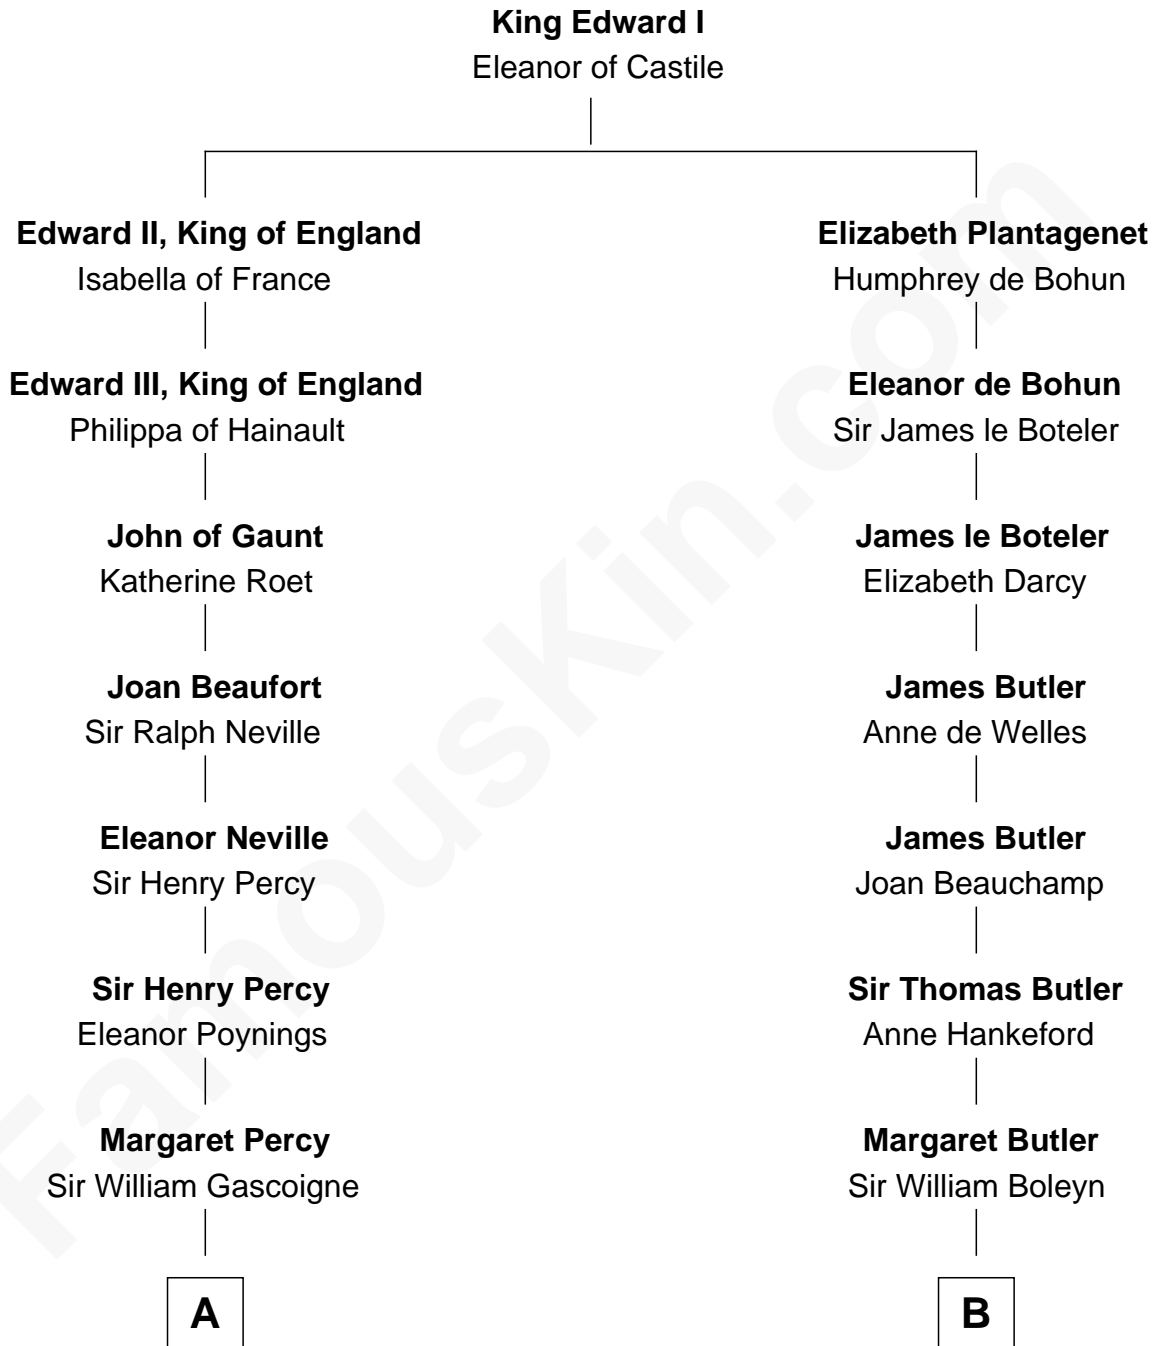 King Edward I
Eleanor of Castile
Edward II, King of England
Isabella of France
Elizabeth Plantagenet
Humphrey de Bohun
Edward III, King of England
Philippa of Hainault
Eleanor de Bohun
Sir James le Boteler
John of Gaunt
Katherine Roet
James le Boteler
Elizabeth Darcy
Joan Beaufort
Sir Ralph Neville
James Butler
Anne de Welles
Eleanor Neville
Sir Henry Percy
James Butler
Joan Beauchamp
Sir Henry Percy
Eleanor Poynings
Sir Thomas Butler
Anne Hankeford
Margaret Percy
Sir William Gascoigne
Margaret Butler
Sir William Boleyn
A
B
FamousKin.com